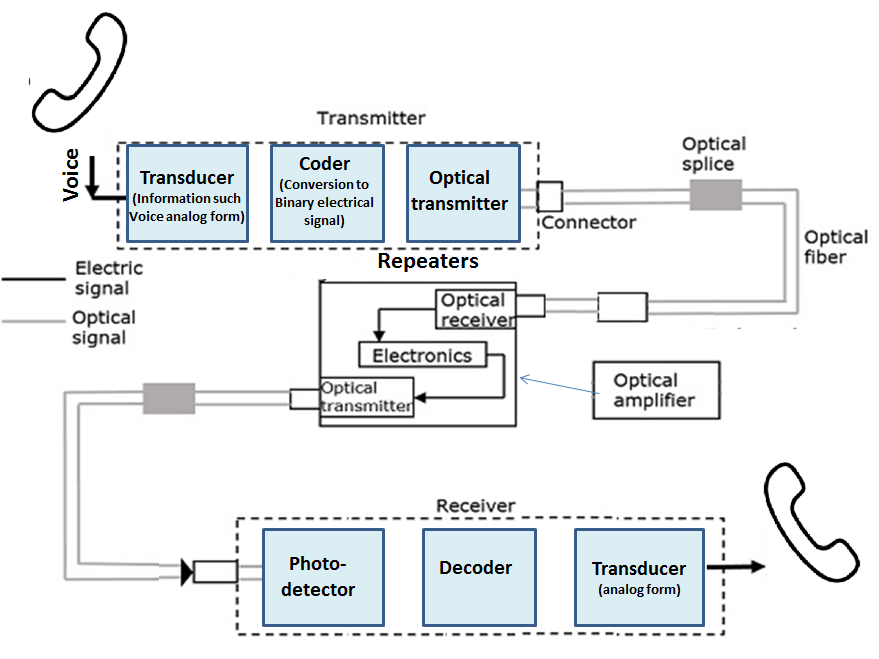 Transmitter
Voice
Transducer
(Information such
Voice analog form)
Coder
(Conversion to
Binary electrical
signal)
Optical
transmitter
Optical
splice
Connector
Optical
fiber
Electric
signal
Optical
signal
Repeaters
Optical
receiver
Electronics
Optical
transmitter
Optical
amplifier
Receiver
Photo-
detector
Decoder
Transducer
(analog form)